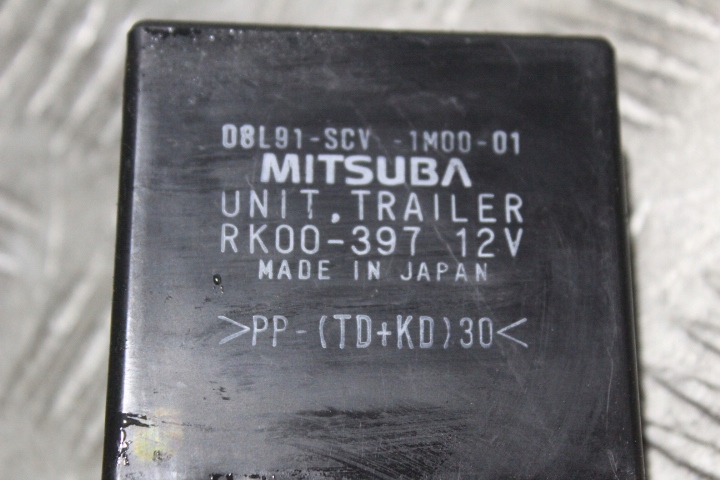 08L91-SCV -1M00-01
MITSUBA
UNIT, TRAILER
RK00-397 12V
MADE IN JAPAN
>PP-(TD+KD)30<